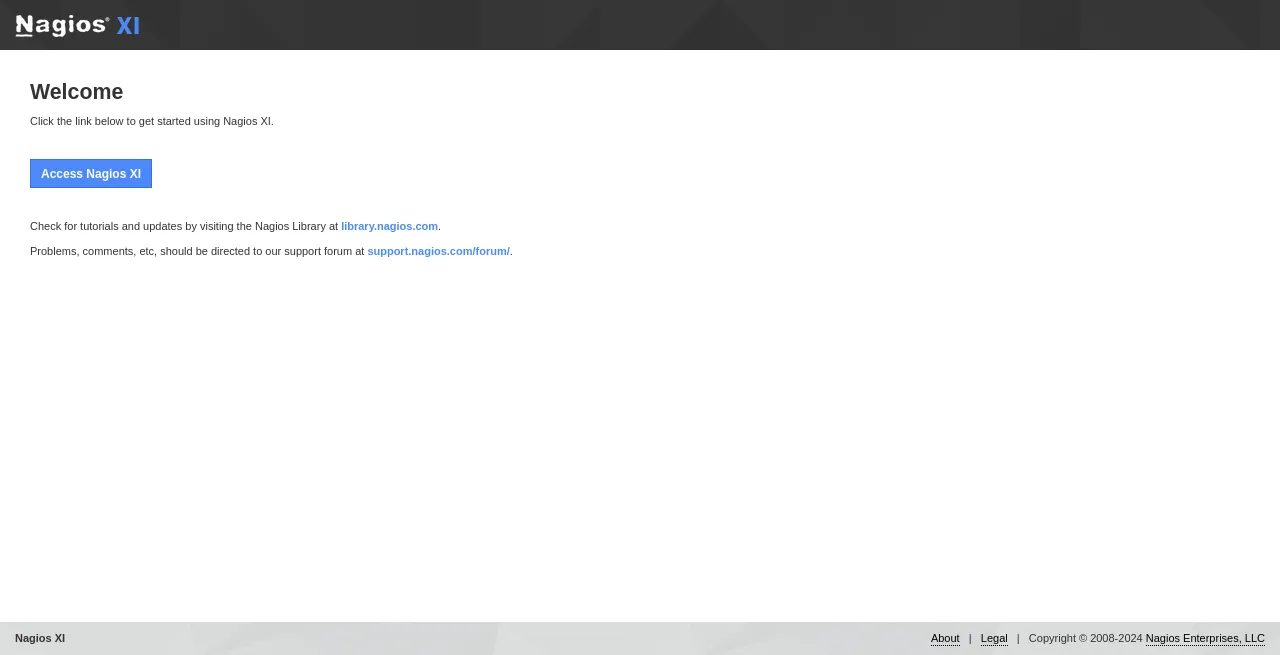 Nagios® XI
Welcome
Click the link below to get started using Nagios XI.
Access Nagios XI
Check for tutorials and updates by visiting the Nagios Library at library.nagios.com.
Problems, comments, etc, should be directed to our support forum at support.nagios.com/forum/.
Nagios XI
About | Legal | Copyright © 2008-2024 Nagios Enterprises, LLC